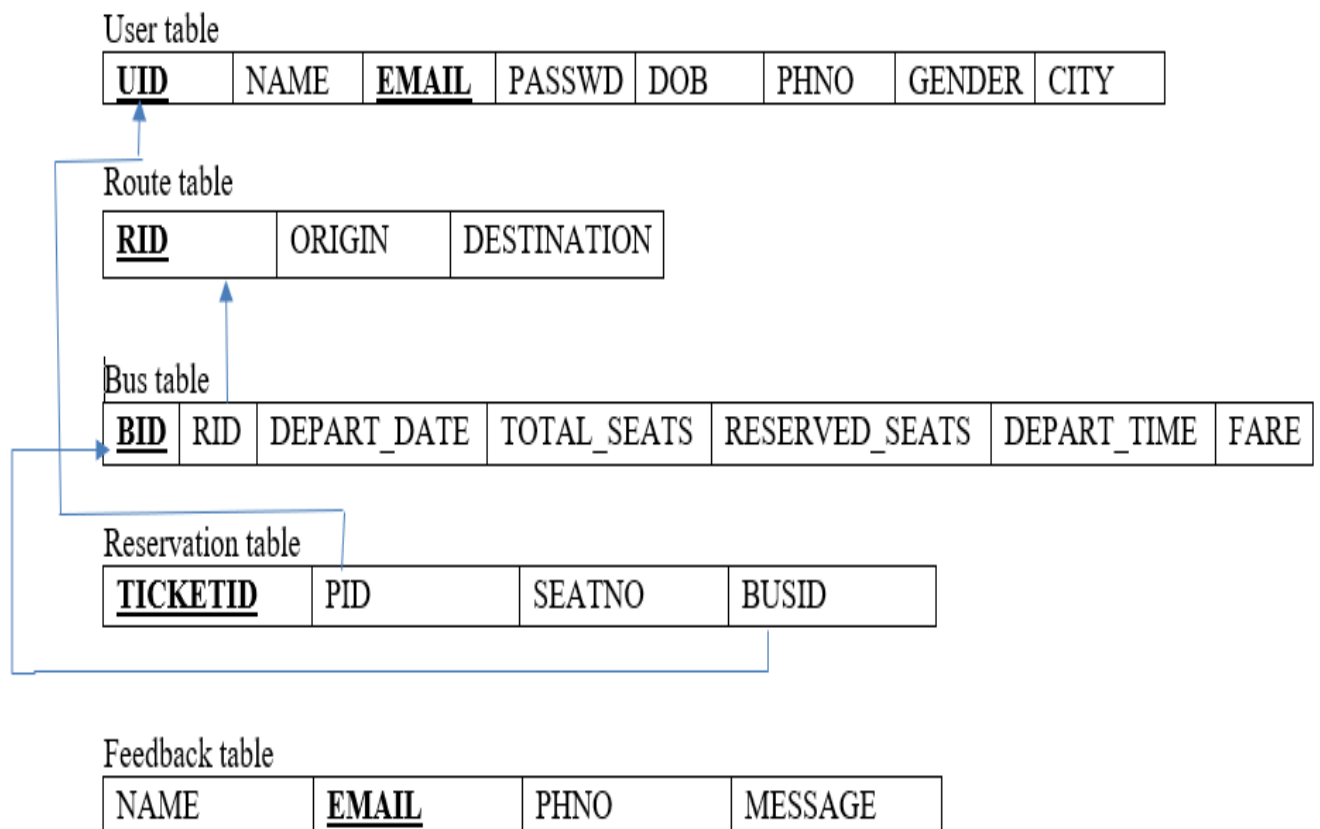 User table
UID NAME EMAIL PASSWD DOB PHNO GENDER CITY
Route table
RID ORIGIN DESTINATION
Bus table
BID RID DEPART_DATE TOTAL_SEATS RESERVED_SEATS DEPART_TIME FARE
Reservation table
TICKETID PID SEATNO BUSID
Feedback table
NAME EMAIL PHNO MESSAGE